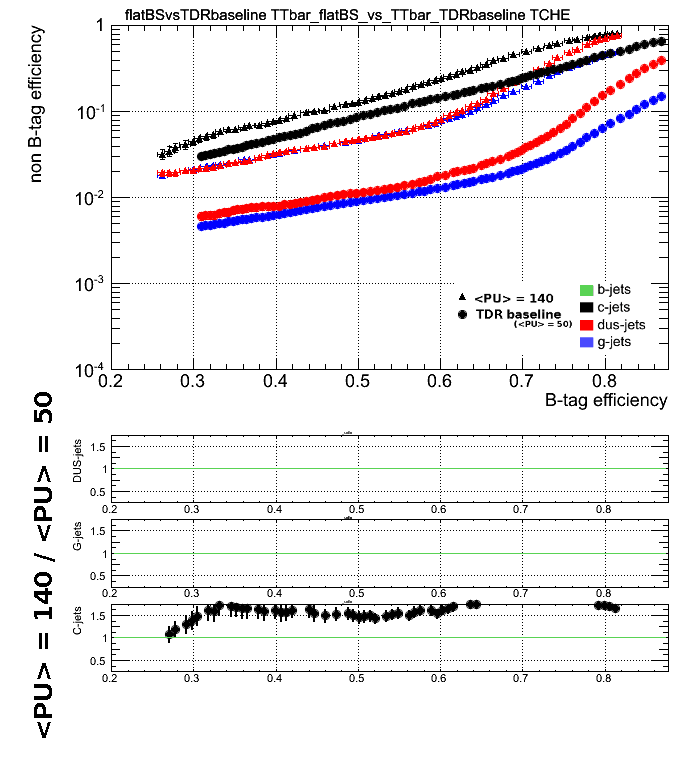 flatBSvsTDRbaseline TTbar_flatBS_vs_TTbar_TDRbaseline TCHE
non B-tag efficiency
1
10-1
10-2
10-3
10-4
0.2 0.3 0.4 0.5 0.6 0.7 0.8
B-tag efficiency
<PU> = 140
TDR baseline
(<PU> = 50)
b-jets
c-jets
dus-jets
g-jets
<PU> = 140 / <PU> = 50
DUS-jets
1.5
1
0.5
0.2 0.3 0.4 0.5 0.6 0.7 0.8
G-jets
1.5
1
0.5
0.2 0.3 0.4 0.5 0.6 0.7 0.8
C-jets
1.5
1
0.5
0.2 0.3 0.4 0.5 0.6 0.7 0.8